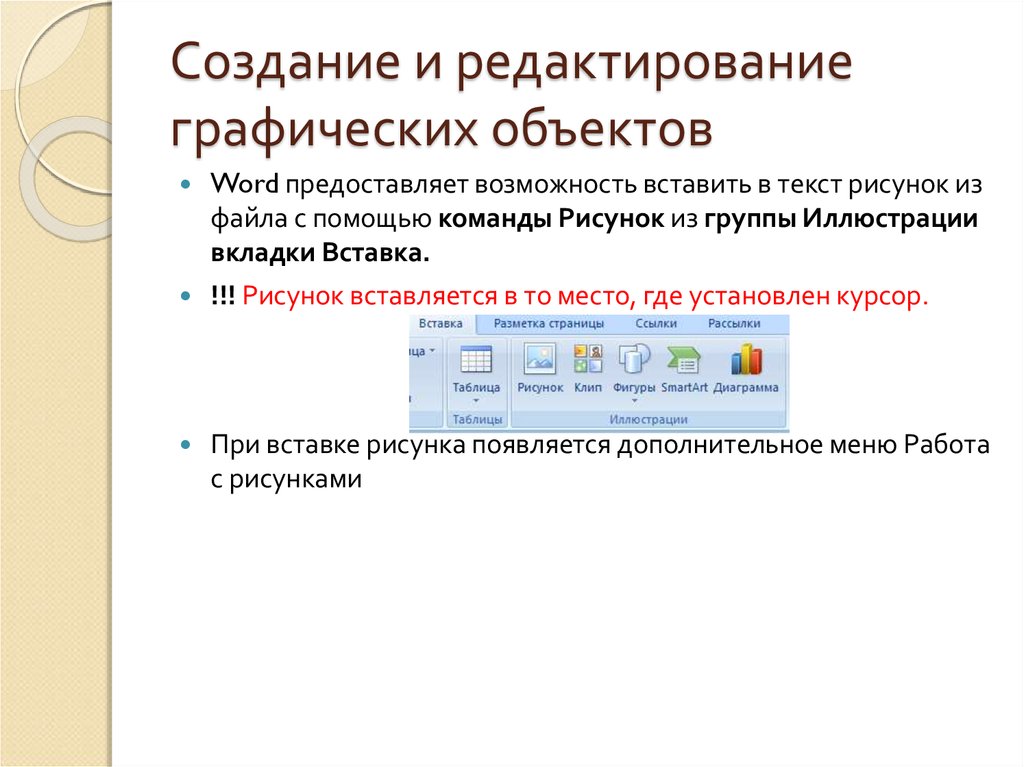 Создание и редактирование
графических объектов
Word предоставляет возможность вставить в текст рисунок из
файла с помощью команды Рисунок из группы Иллюстрации
вкладки Вставка.
!!! Рисунок вставляется в то место, где установлен курсор.
Вставка Разметка страницы Ссылки Рассылки
ица
Таблица Рисунок Клип Фигуры SmartArt Диаграмма
Таблицы Иллюстрации
При вставке рисунка появляется дополнительное меню Работа
с рисунками